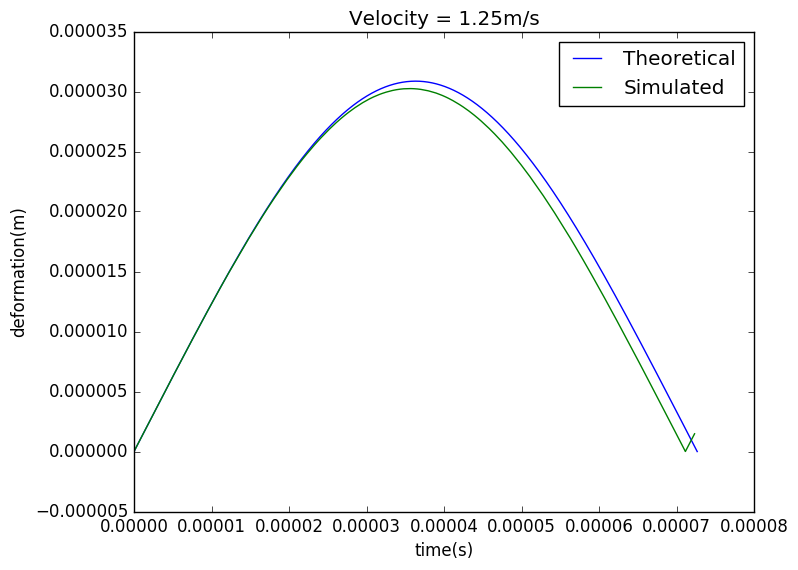 Velocity = 1.25m/s
Theoretical
Simulated
0.000035
0.000030
0.000025
0.000020
0.000015
0.000010
0.000005
0.000000
−0.000005
deformation(m)
0.00000 0.00001 0.00002 0.00003 0.00004 0.00005 0.00006 0.00007 0.00008
time(s)